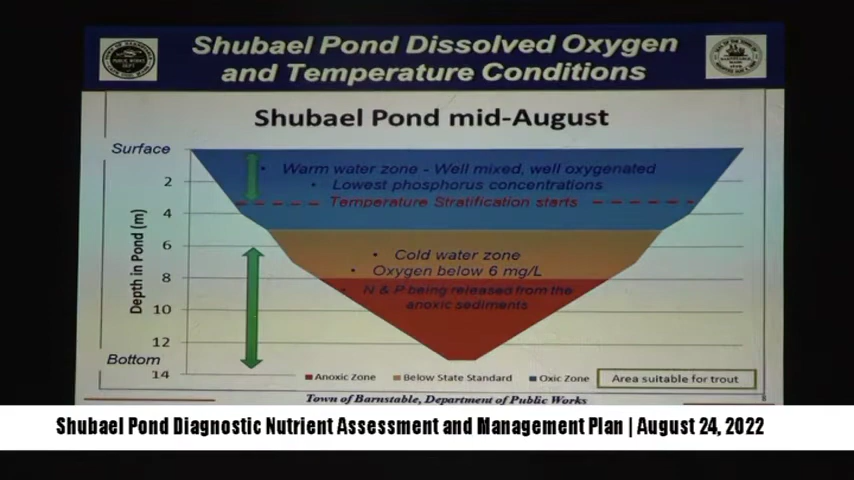 Shubael Pond Dissolved Oxygen
and Temperature Conditions
Shubael Pond mid-August
Surface
• Warm water zone - Well mixed, well oxygenated
2
• Lowest phosphorus concentrations
Temperature Stratification starts
4
Depth in Pond (m)
6
• Cold water zone
• Oxygen below 6 mg/L
8
• N & P being released from the
anoxic sediments
10
12
Bottom
14
Anoxic Zone
Below State Standard
Oxic Zone
Area suitable for trout
Town of Barnstable, Department of Public Works
Shubael Pond Diagnostic Nutrient Assessment and Management Plan | August 24, 2022